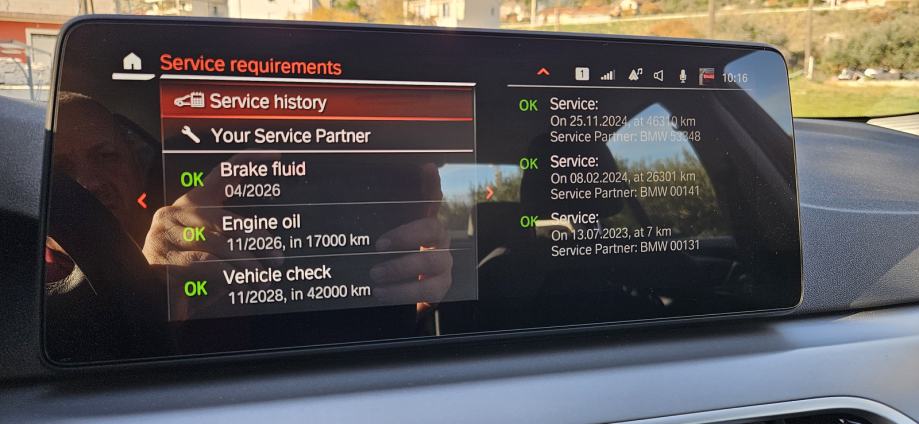 Service requirements
1
10:16
Service history
Your Service Partner
OK
Brake fluid
04/2026
OK
Engine oil
11/2026, in 17000 km
OK
Vehicle check
11/2028, in 42000 km
OK
Service:
On 25.11.2024, at 46310 km
Service Partner: BMW 53348
OK
Service:
On 08.02.2024, at 26301 km
Service Partner: BMW 00141
OK
Service:
On 13.07.2023, at 7 km
Service Partner: BMW 00131